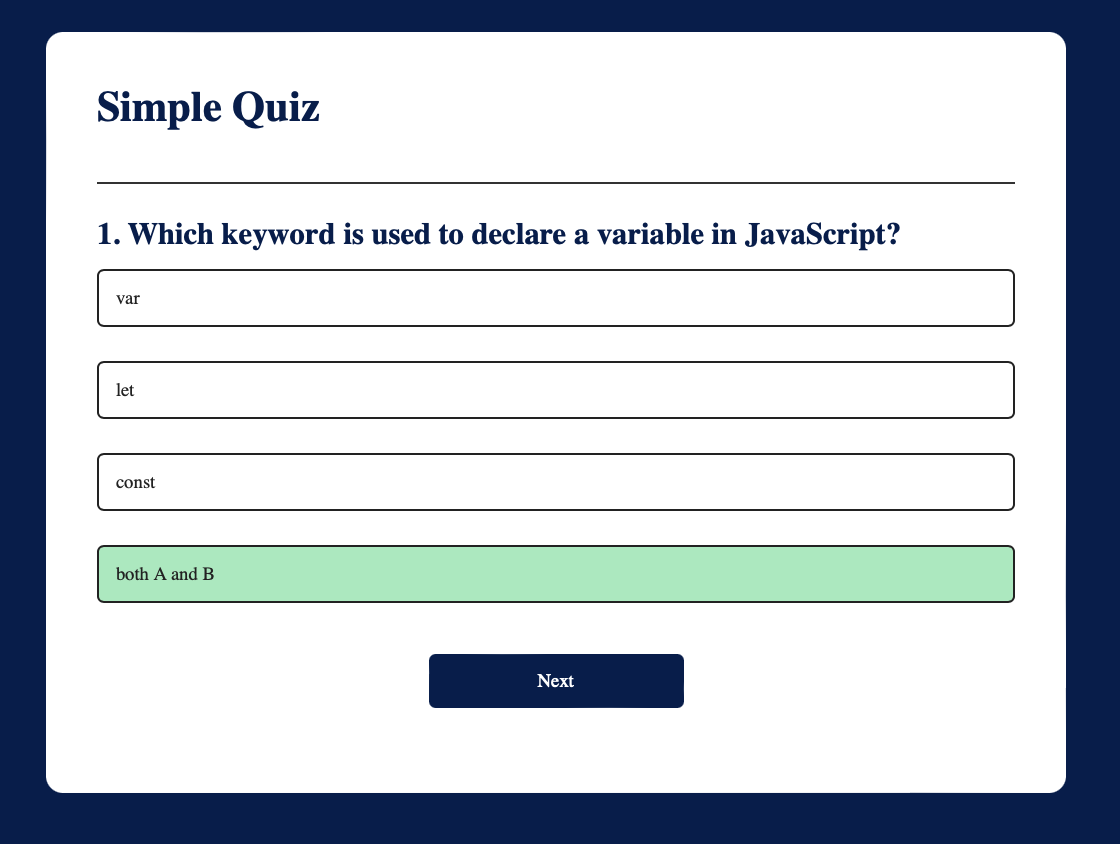 Simple Quiz
1. Which keyword is used to declare a variable in JavaScript?
var
let
const
both A and B
Next